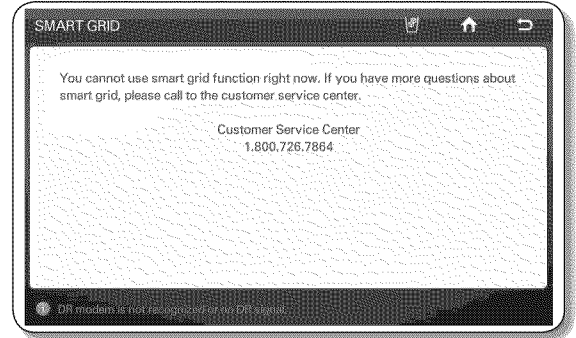 SMART GRID
You cannot use smart grid function right now. If you have more questions about
smart grid, please call to the customer service center.
Customer Service Center
1.800.726.7864
DR modem is not recognized or no DR signal.